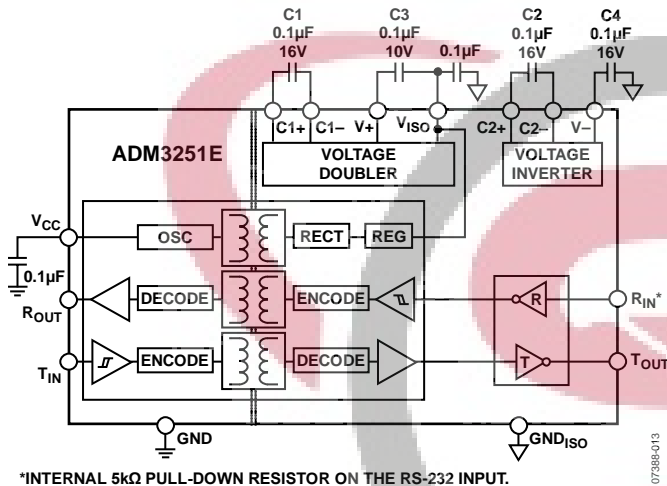 C1
0.1µF
16V
C3
0.1µF
10V
0.1µF
C2
0.1µF
16V
C4
0.1µF
16V
C1+ C1– V+ VISO C2+ C2– V–
ADM3251E
VOLTAGE
DOUBLER
VOLTAGE
INVERTER
VCC
OSC
RECT
REG
0.1µF
ROUT
DECODE
ENCODE
R
RIN*
TIN
ENCODE
DECODE
T
TOUT
GND
GNDISO
*INTERNAL 5kΩ PULL-DOWN RESISTOR ON THE RS-232 INPUT.
07388-013